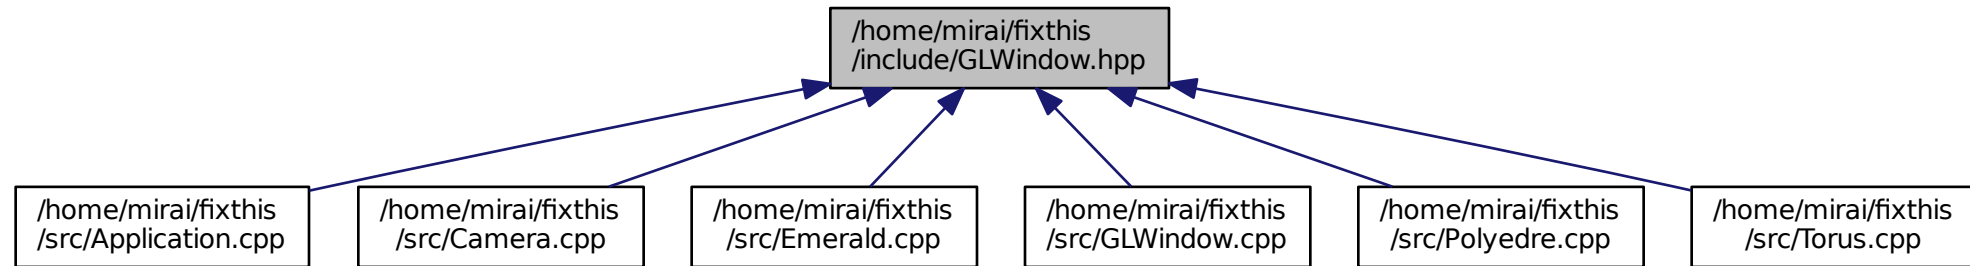 /home/mirai/fixthis
/include/GLWindow.hpp
/home/mirai/fixthis
/src/Application.cpp
/home/mirai/fixthis
/src/Camera.cpp
/home/mirai/fixthis
/src/Emerald.cpp
/home/mirai/fixthis
/src/GLWindow.cpp
/home/mirai/fixthis
/src/Polyedre.cpp
/home/mirai/fixthis
/src/Torus.cpp